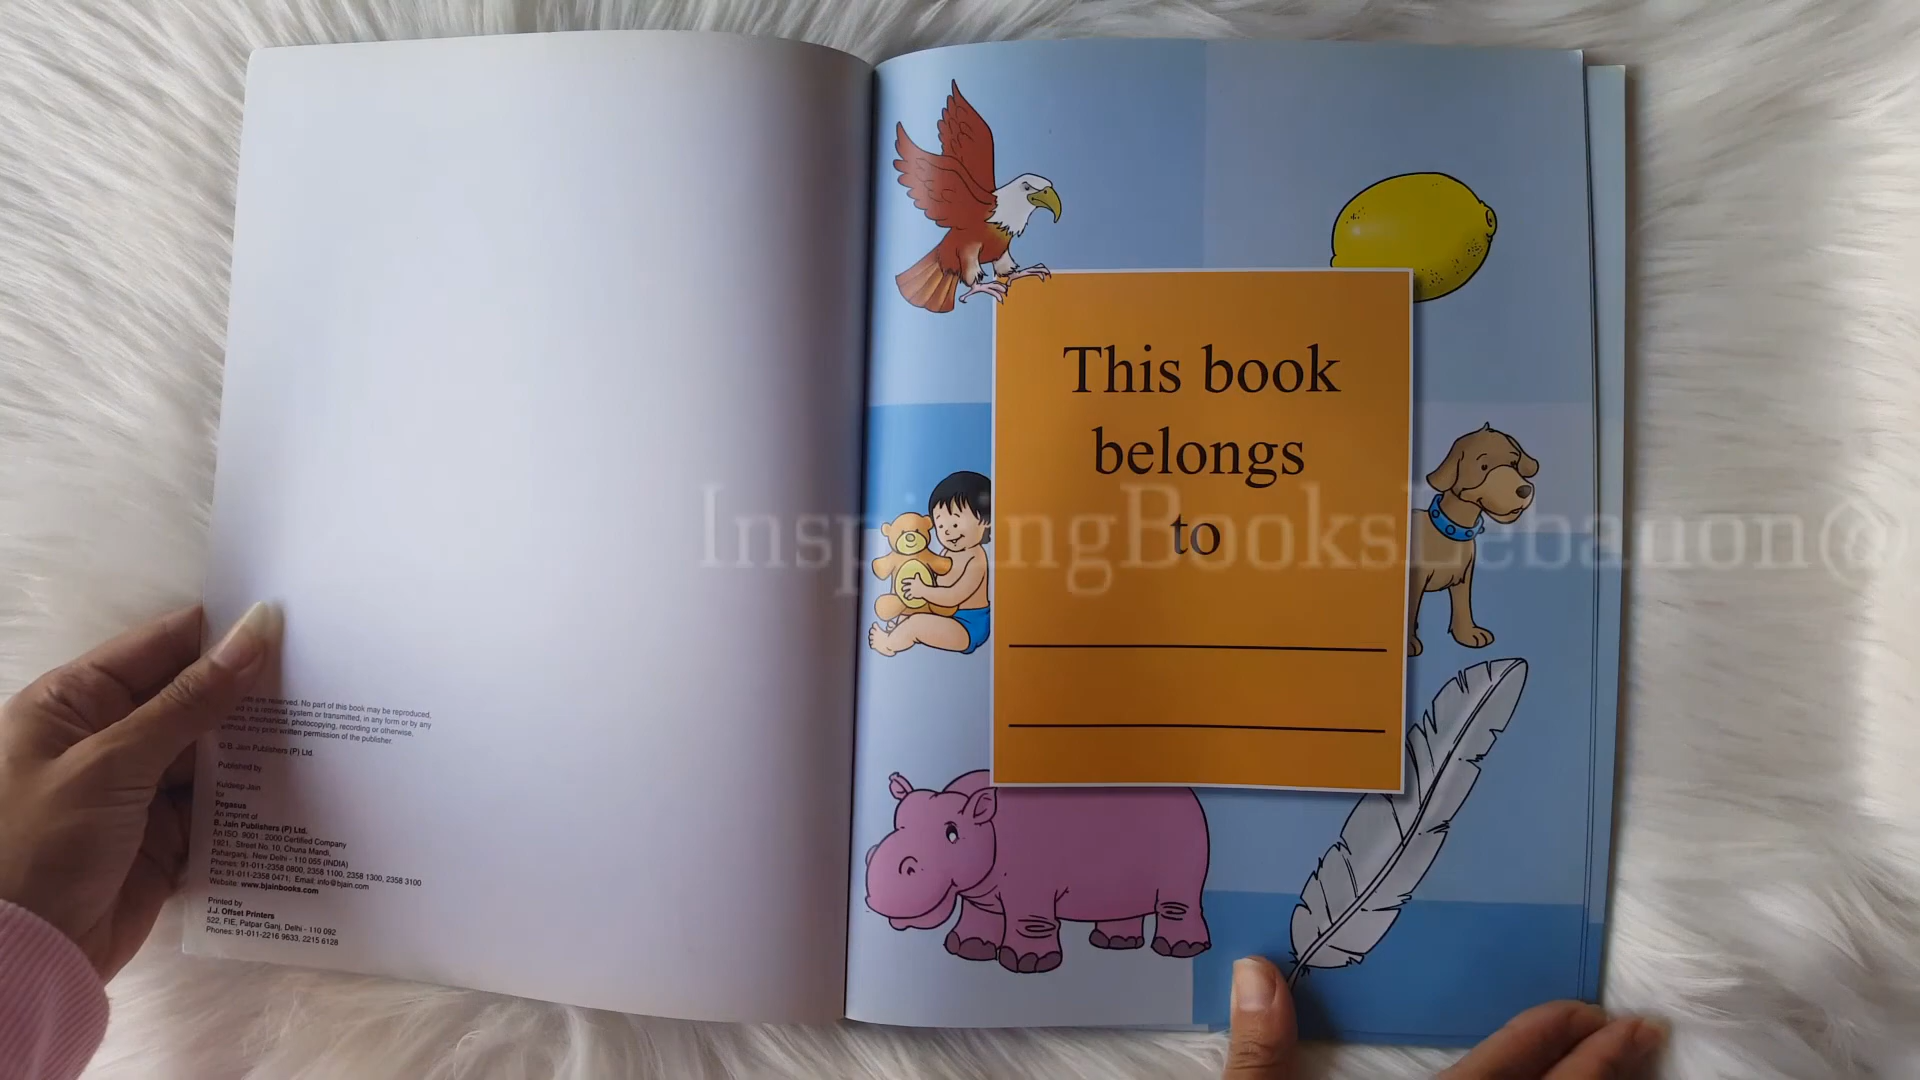 are reserved. No part of this book may be reproduced,
in a retrieval system or transmitted, in any form or by any
means, mechanical, photocopying, recording or otherwise,
without any prior written permission of the publisher.
© B. Jain Publishers (P) Ltd.
Published by
Kuldeep Jain
for
Pegasus
An imprint of
B. Jain Publishers (P) Ltd.
An ISO 9001 : 2000 Certified Company
1921, Street No. 10, Chuna Mandi,
Paharganj, New Delhi - 110 055 (INDIA)
Phones: 91-011-2358 0800, 2358 1100, 2358 1300, 2358 3100
Fax: 91-011-2358 0471, Email: info@bjain.com
Website: www.bjainbooks.com
Printed by
J.J. Offset Printers
522, FIE, Patpar Ganj, Delhi - 110 092
Phones: 91-011-2216 9633, 2215 6128
This book
belongs
to
InspiringBooksLebanon@